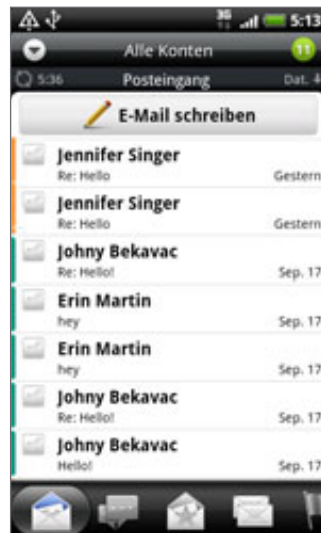 3G 5:13
Alle Konten 11
5:36 Posteingang Dat.
E-Mail schreiben
Jennifer Singer
Re: Hello Gestern
Jennifer Singer
Re: Hello Gestern
Johny Bekavac
Re: Hello! Sep. 17
Erin Martin
hey Sep. 17
Erin Martin
hey Sep. 17
Johny Bekavac
Re: Hello! Sep. 17
Johny Bekavac
Hello! Sep. 17